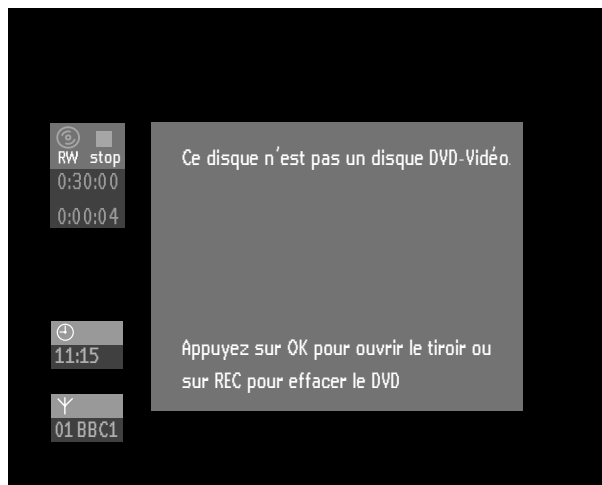 RW stop
0:30:00
0:00:04
Ce disque n'est pas un disque DVD-Vidéo.
11:15
Appuyez sur OK pour ouvrir le tiroir ou
sur REC pour effacer le DVD
01 BBC1